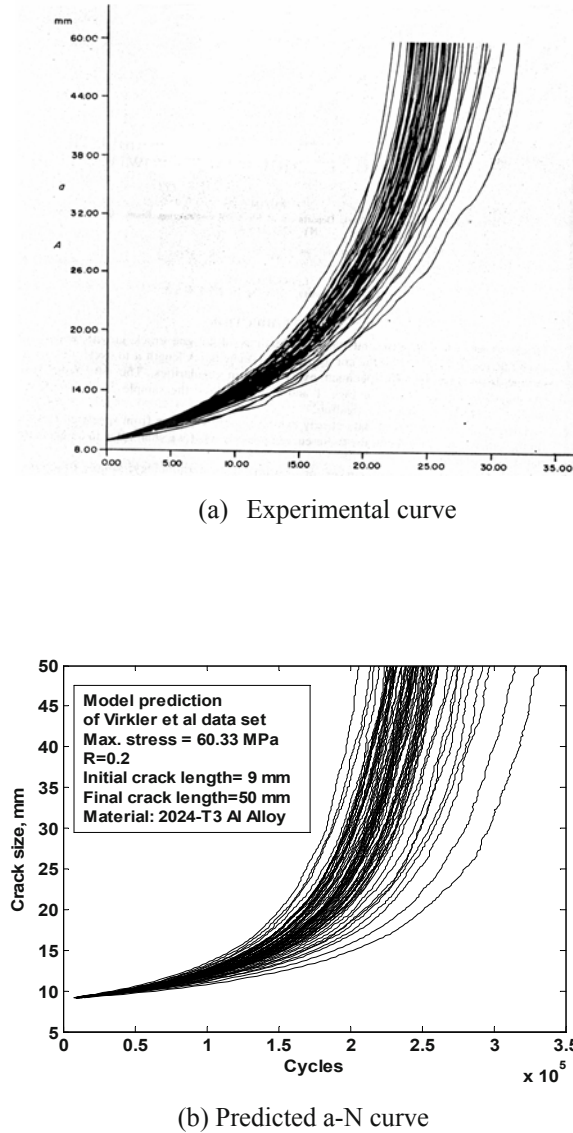 mm
60.00
44.00
38.00
a
32.00
A
26.00
20.00
14.00
8.00
0.00 5.00 10.00 15.00 20.00 25.00 30.00 35.00
(a) Experimental curve
50
45
40
35
30
25
20
15
10
5
Crack size, mm
Model prediction
of Virkler et al data set
Max. stress = 60.33 MPa
R=0.2
Initial crack length= 9 mm
Final crack length=50 mm
Material: 2024-T3 Al Alloy
0 0.5 1 1.5 2 2.5 3 3.5
Cycles
x 10^5
(b) Predicted a-N curve